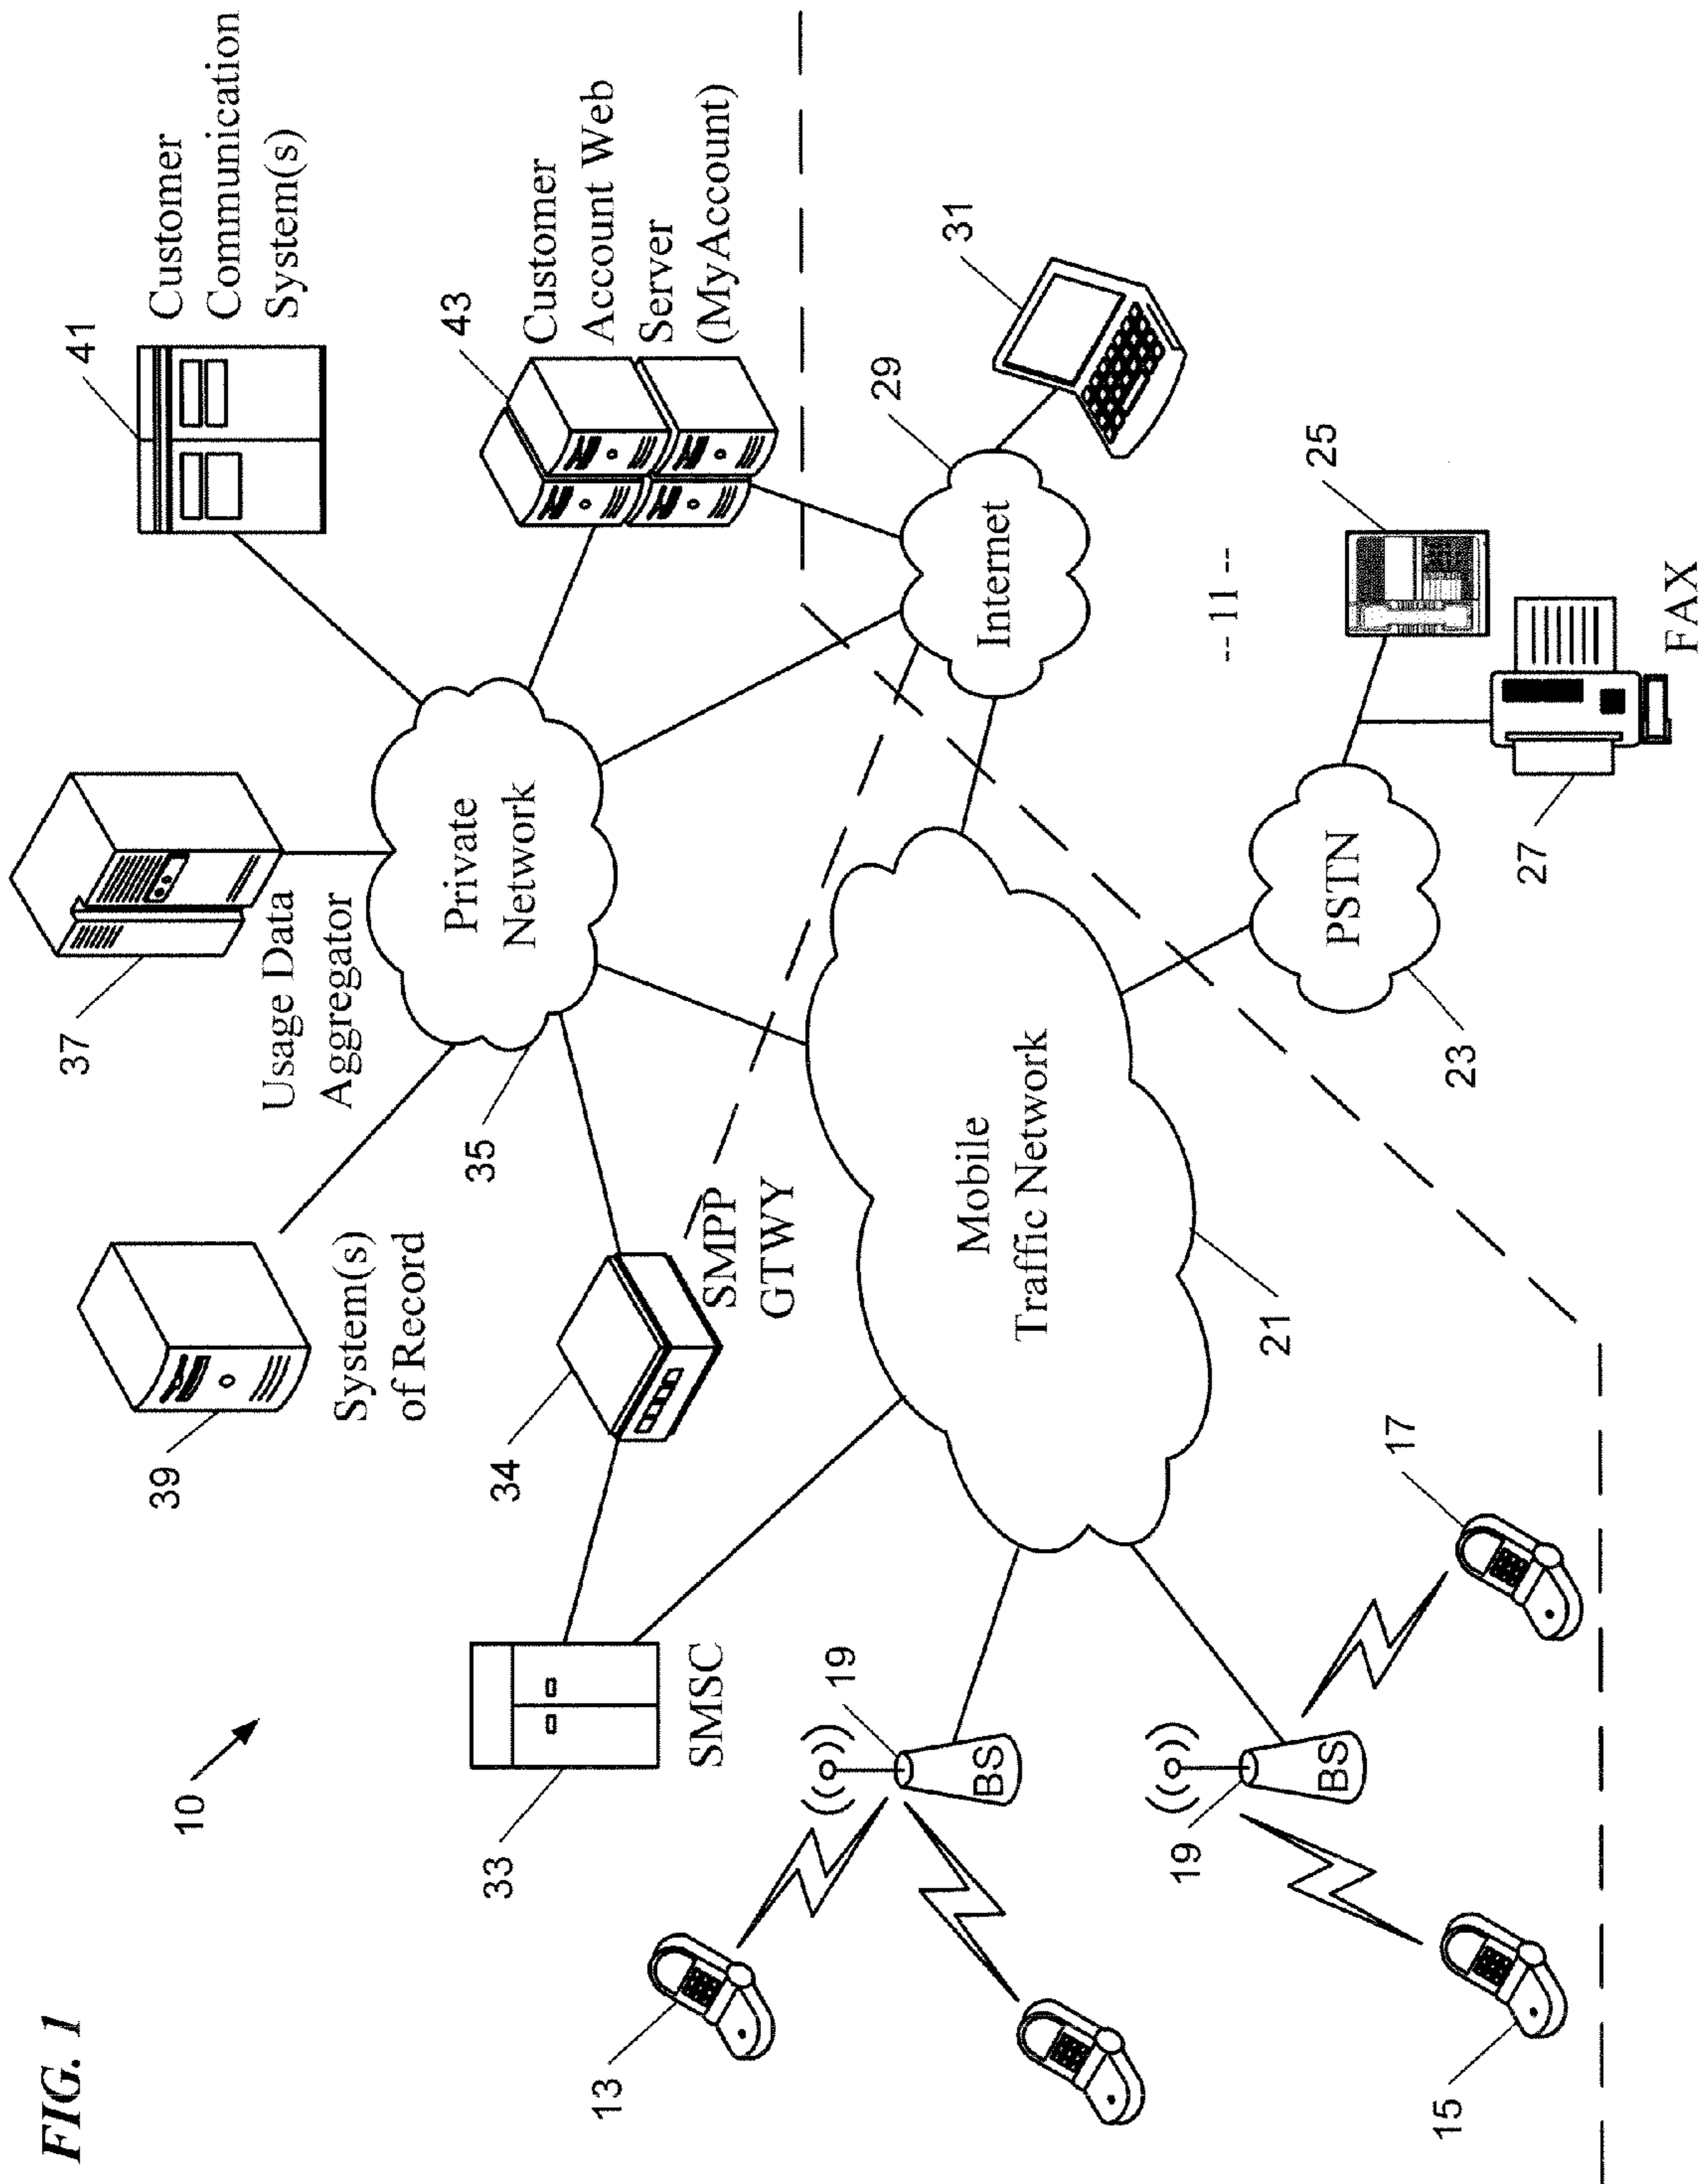 FIG. 1
10
39
System(s)
of Record
37
Usage Data
Aggregator
41
Customer
Communication
System(s)
33
SMSC
34
SMPP
GTWY
35
Private
Network
43
Customer
Account Web
Server
(MyAccount)
13
19
BS
19
BS
15
17
Mobile
Traffic Network
21
29
Internet
31
-- 11 --
PSTN
23
25
27
FAX